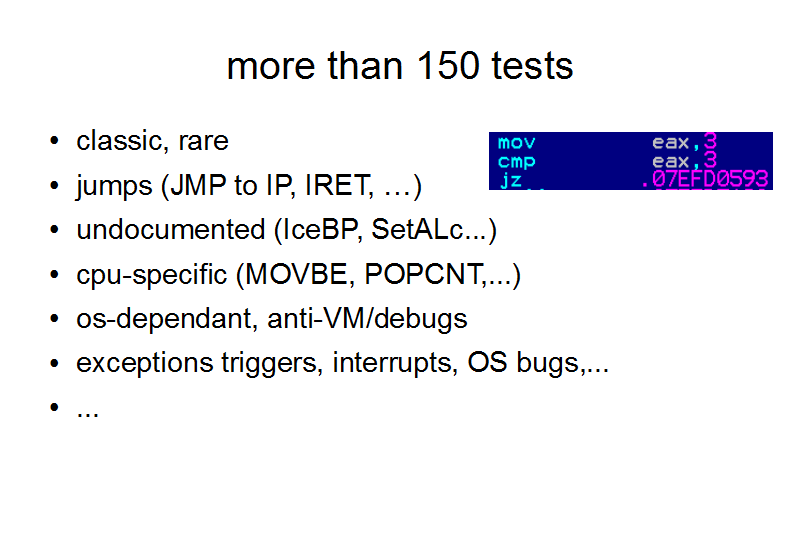 more than 150 tests
• classic, rare
mov eax,3
cmp eax,3
jz .07EFD0593
• jumps (JMP to IP, IRET, …)
• undocumented (IceBP, SetALc...)
• cpu-specific (MOVBE, POPCNT,...)
• os-dependant, anti-VM/debugs
• exceptions triggers, interrupts, OS bugs,...
• ...